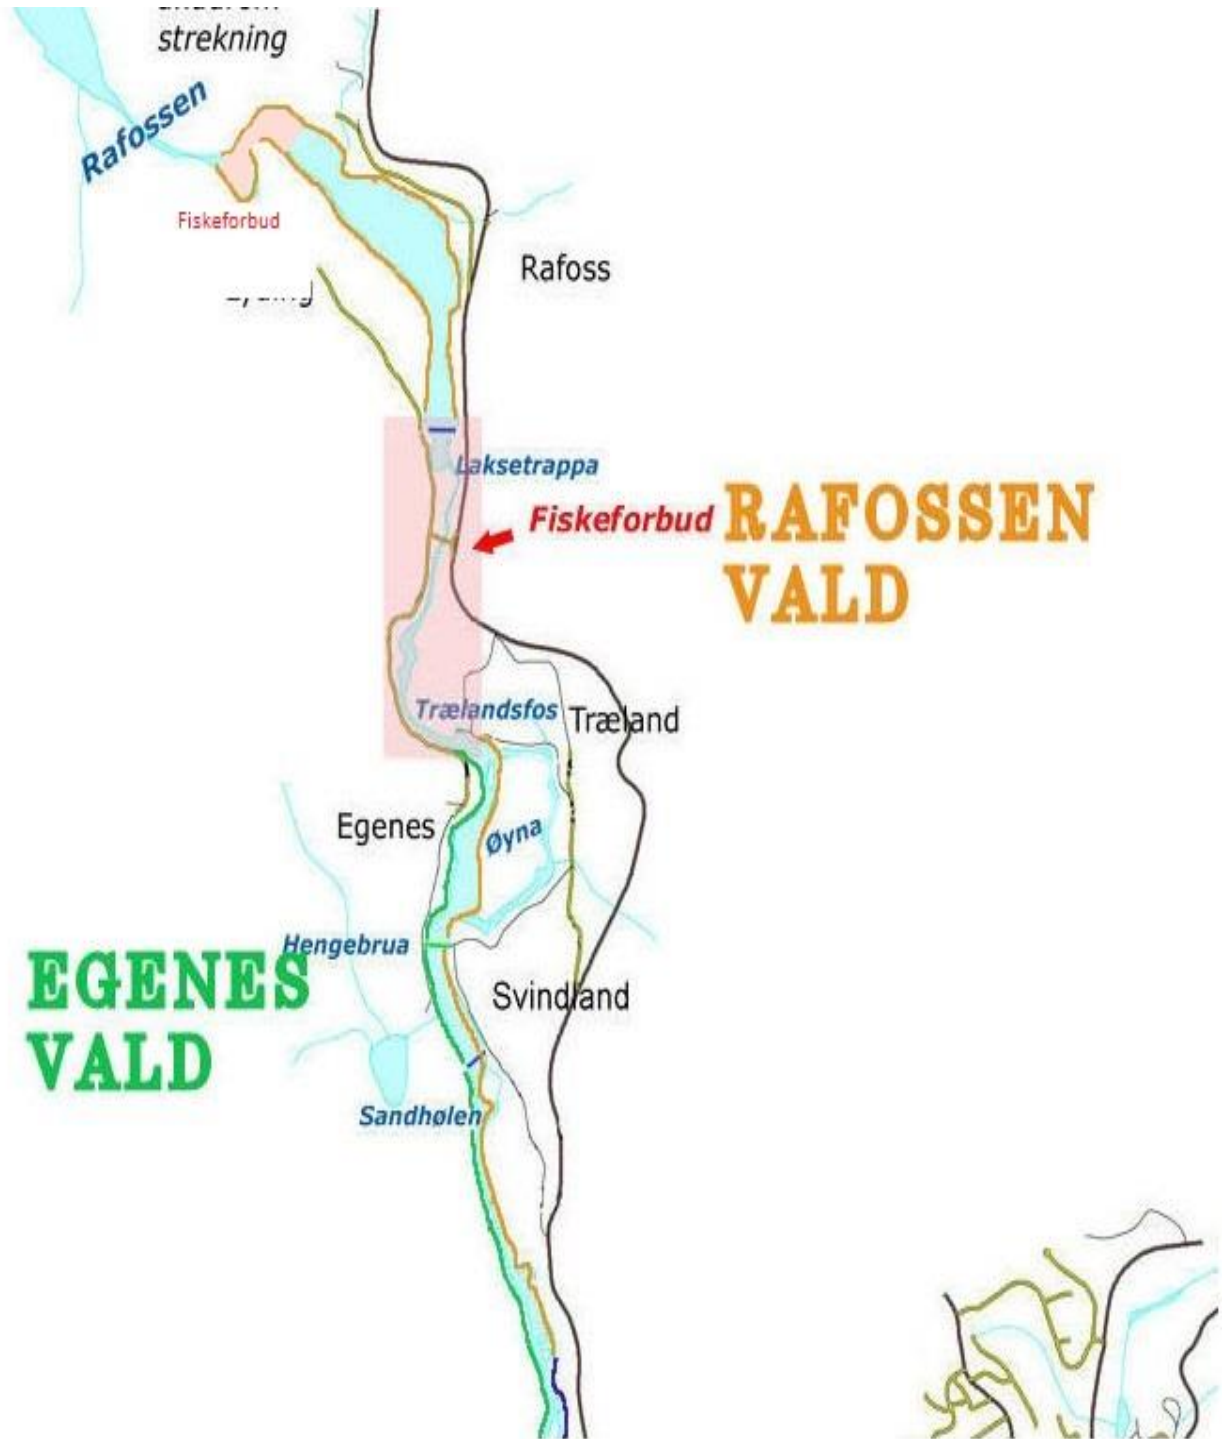 strekning
Rafossen
Fiskeforbud
Rafoss
Laksetrappa
Fiskeforbud
RAFOSSEN
VALD
Trælandsfos
Træland
Egenes
Øyna
Hengebrua
EGENES
VALD
Svindland
Sandhølen